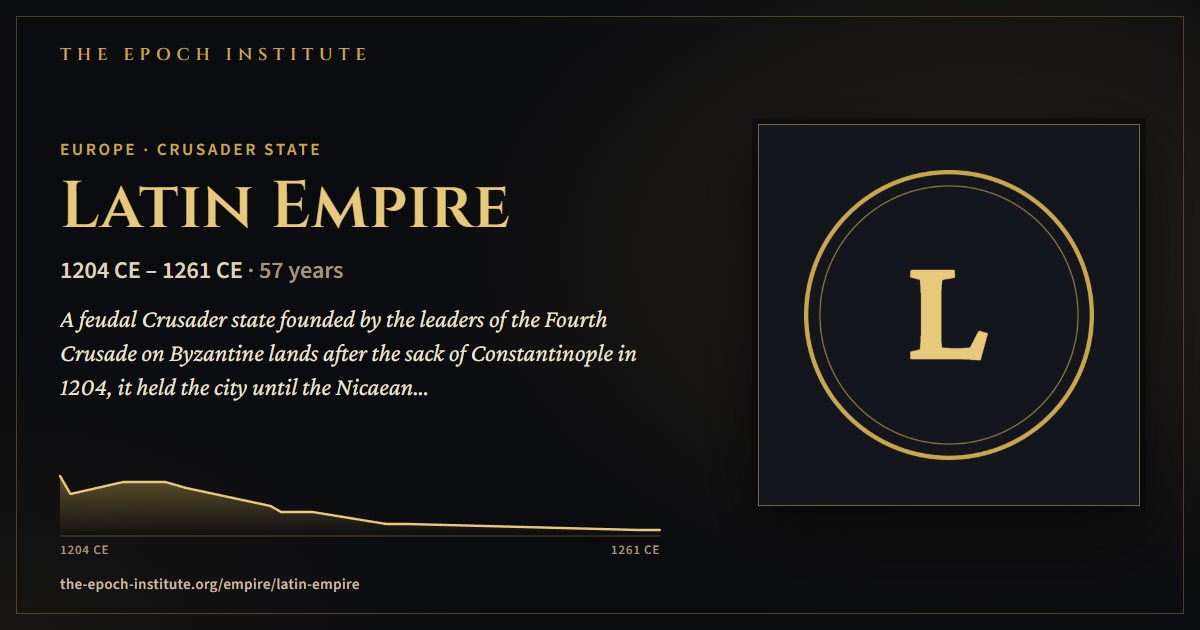 THE EPOCH INSTITUTE
EUROPE · CRUSADER STATE
LATIN EMPIRE
1204 CE – 1261 CE · 57 years
A feudal Crusader state founded by the leaders of the Fourth
Crusade on Byzantine lands after the sack of Constantinople in
1204, it held the city until the Nicaean...
L
1204 CE
1261 CE
the-epoch-institute.org/empire/latin-empire